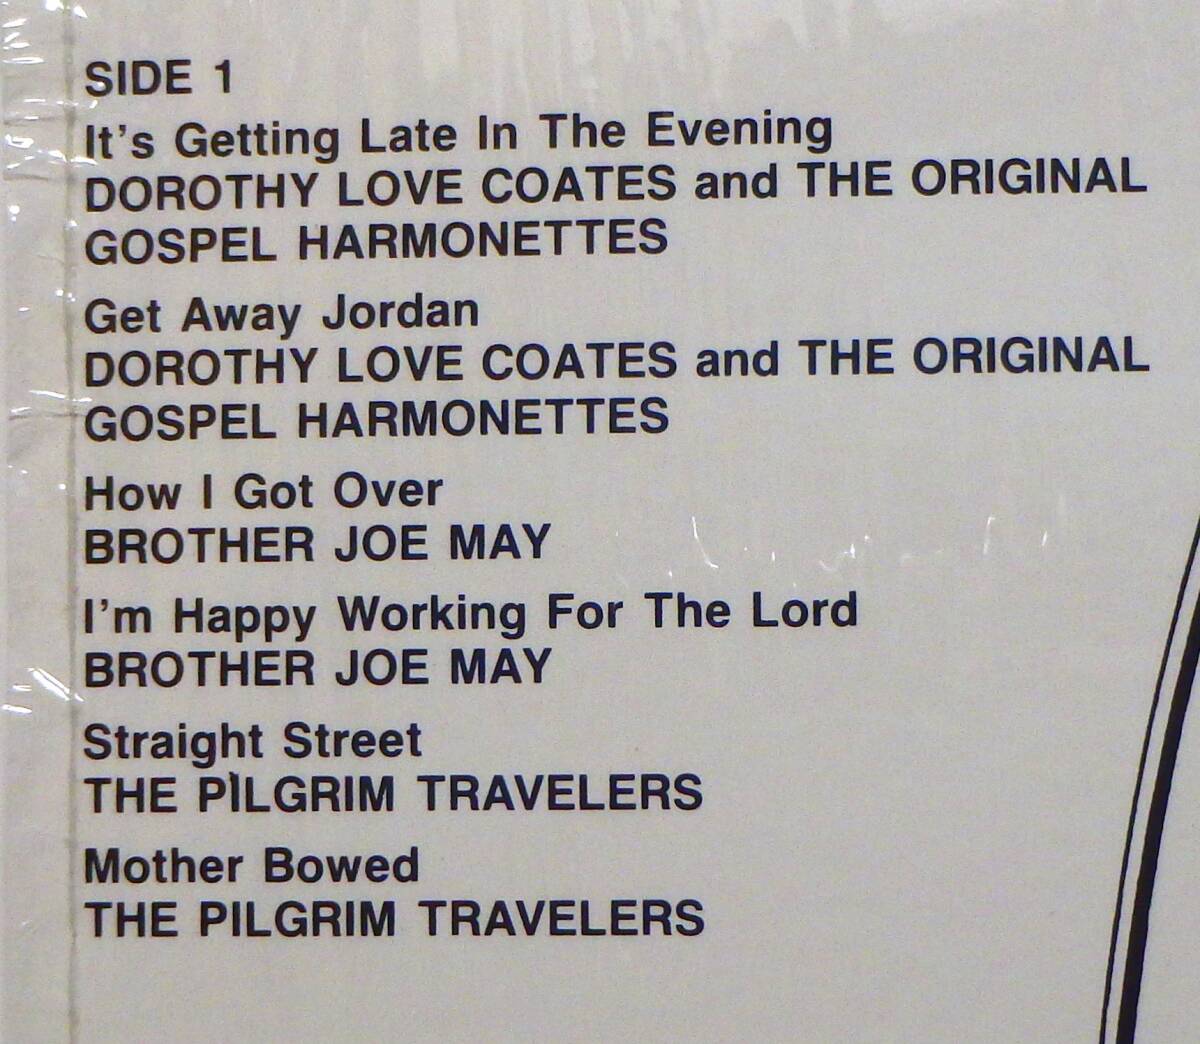 SIDE 1
It's Getting Late In The Evening
DOROTHY LOVE COATES and THE ORIGINAL
GOSPEL HARMONETTES
Get Away Jordan
DOROTHY LOVE COATES and THE ORIGINAL
GOSPEL HARMONETTES
How I Got Over
BROTHER JOE MAY
I'm Happy Working For The Lord
BROTHER JOE MAY
Straight Street
THE PILGRIM TRAVELERS
Mother Bowed
THE PILGRIM TRAVELERS